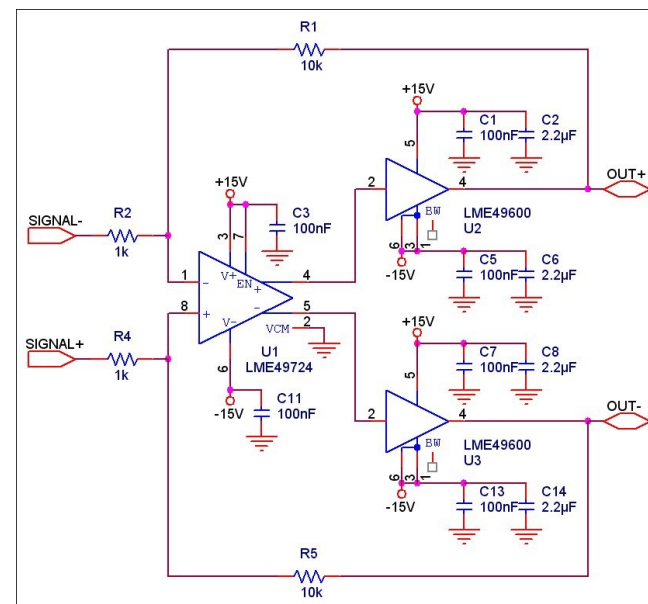 R1
10k
+15V
C1
100nF
C2
2.2µF
5
2
4
OUT+
BW
LME49600
U2
6
3
1
-15V
C5
100nF
C6
2.2µF
+15V
C3
100nF
3
7
SIGNAL-
R2
1k
1
-
V+
EN
+
4
8
+
V-
-
5
VCM
2
SIGNAL+
R4
1k
U1
LME49724
6
-15V
C11
100nF
+15V
C7
100nF
C8
2.2µF
5
2
4
OUT-
BW
LME49600
U3
6
3
1
-15V
C13
100nF
C14
2.2µF
R5
10k